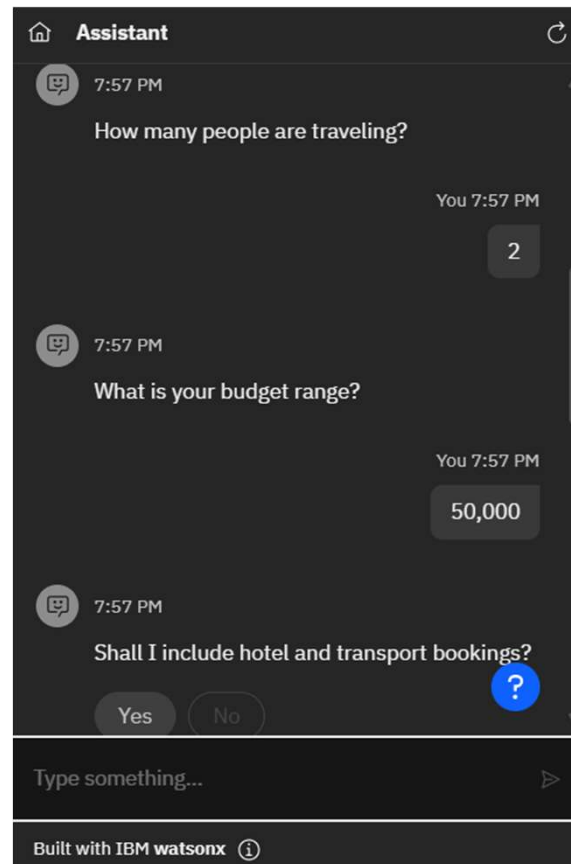 Assistant
7:57 PM
How many people are traveling?
You 7:57 PM
2
7:57 PM
What is your budget range?
You 7:57 PM
50,000
7:57 PM
Shall I include hotel and transport bookings?
?
Yes No
Type something...
Built with IBM watsonx